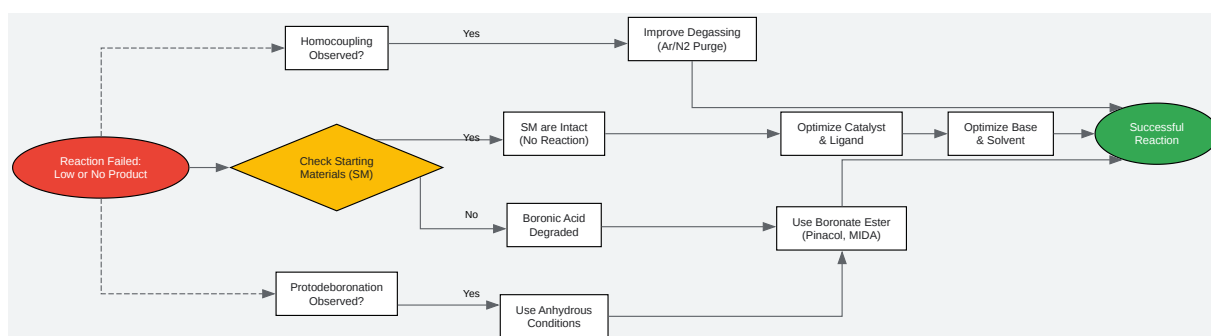 Homocoupling
Observed?
Yes
Improve Degassing
(Ar/N2 Purge)
Reaction Failed:
Low or No Product
Check Starting
Materials (SM)
Yes
SM are Intact
(No Reaction)
Optimize Catalyst
& Ligand
Optimize Base
& Solvent
Successful
Reaction
No
Boronic Acid
Degraded
Use Boronate Ester
(Pinacol, MIDA)
Protodeboronation
Observed?
Yes
Use Anhydrous
Conditions